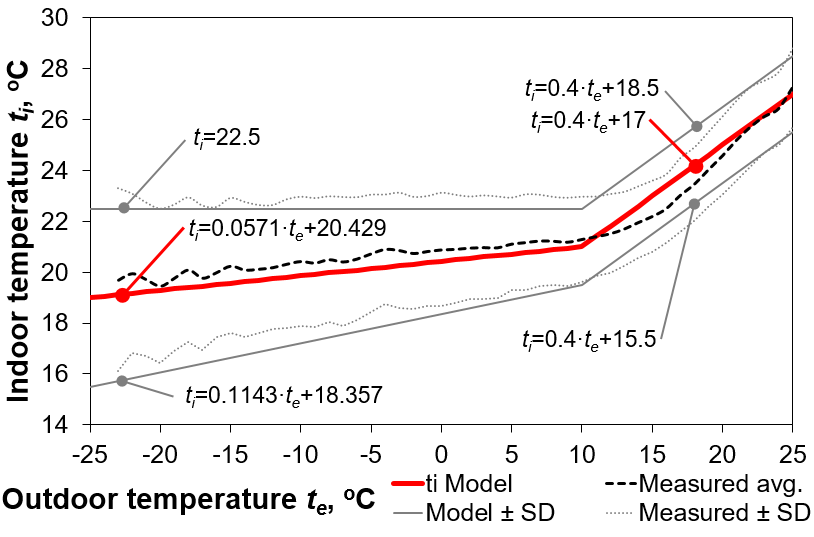 30
28
26
24
22
20
18
16
14
Indoor temperature ti, oC
ti=0.4·te+18.5
ti=0.4·te+17
ti=22.5
ti=0.0571·te+20.429
ti=0.4·te+15.5
ti=0.1143·te+18.357
-25 -20 -15 -10 -5 0 5 10 15 20 25
Outdoor temperature te, oC
ti Model
Measured avg.
Model ± SD
Measured ± SD